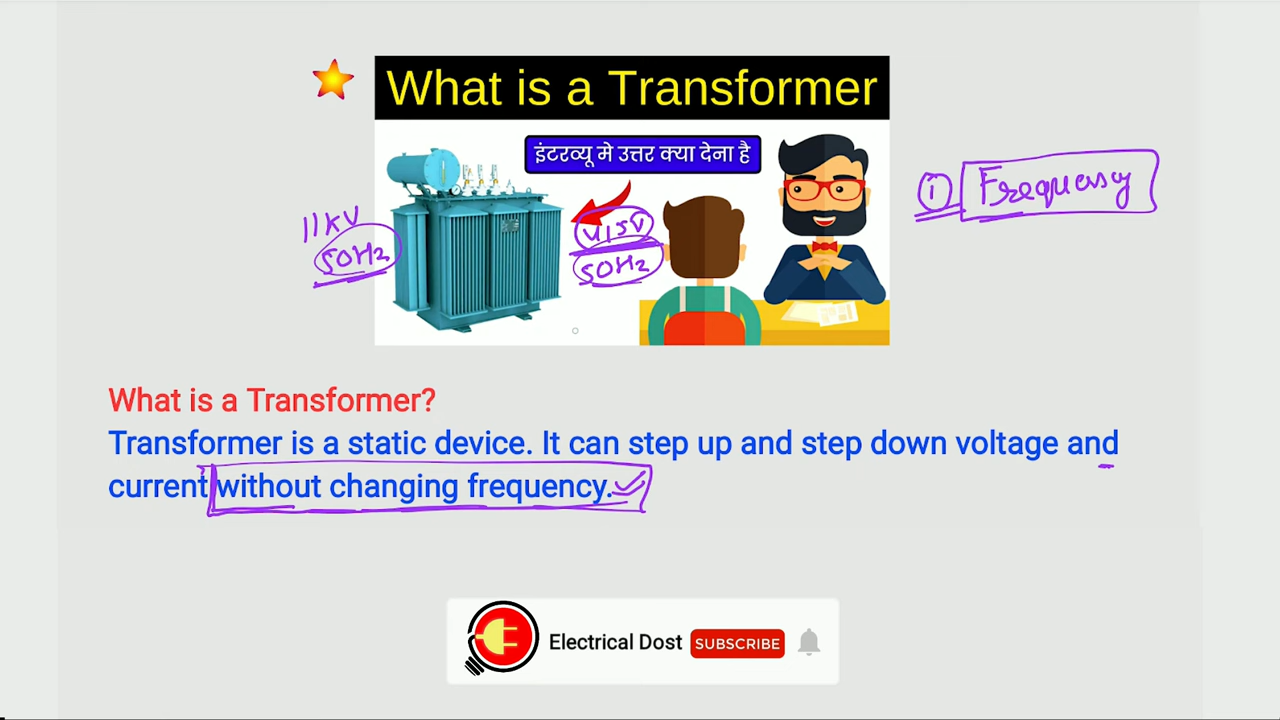 What is a Transformer
इंटरव्यू मे उत्तर क्या देना है
① Frequency
11KV
50Hz
415V
50Hz
What is a Transformer?
Transformer is a static device. It can step up and step down voltage and
current without changing frequency.
Electrical Dost SUBSCRIBE